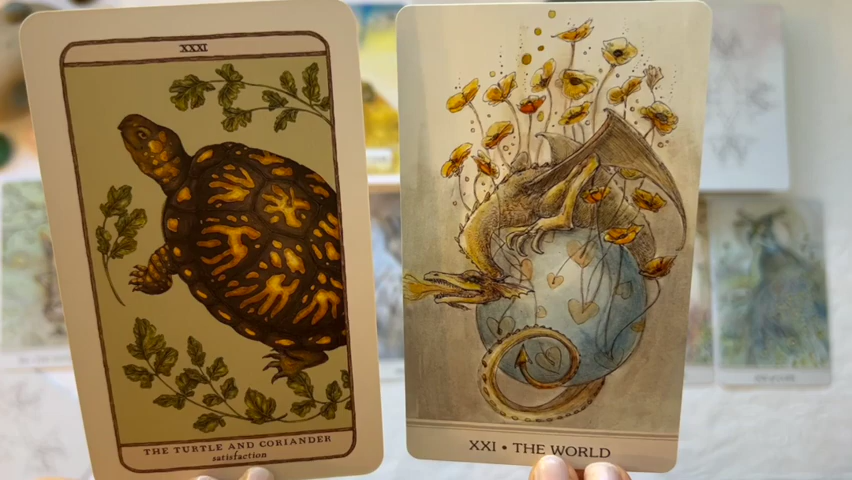 XXXI
THE TURTLE AND CORIANDER
satisfaction
XXI • THE WORLD